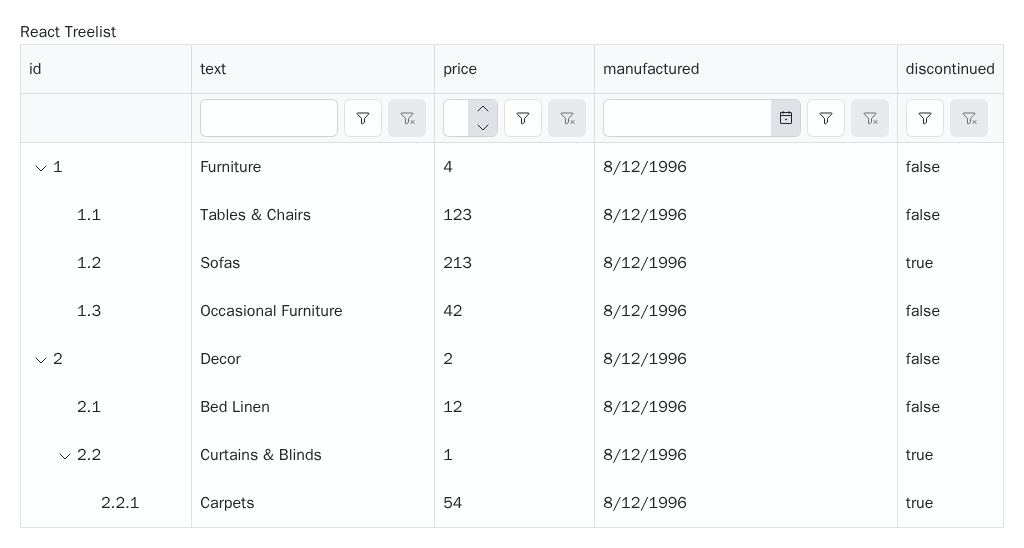 React Treelist
id text price manufactured discontinued
1 Furniture 4 8/12/1996 false
1.1 Tables & Chairs 123 8/12/1996 false
1.2 Sofas 213 8/12/1996 true
1.3 Occasional Furniture 42 8/12/1996 false
2 Decor 2 8/12/1996 false
2.1 Bed Linen 12 8/12/1996 false
2.2 Curtains & Blinds 1 8/12/1996 true
2.2.1 Carpets 54 8/12/1996 true